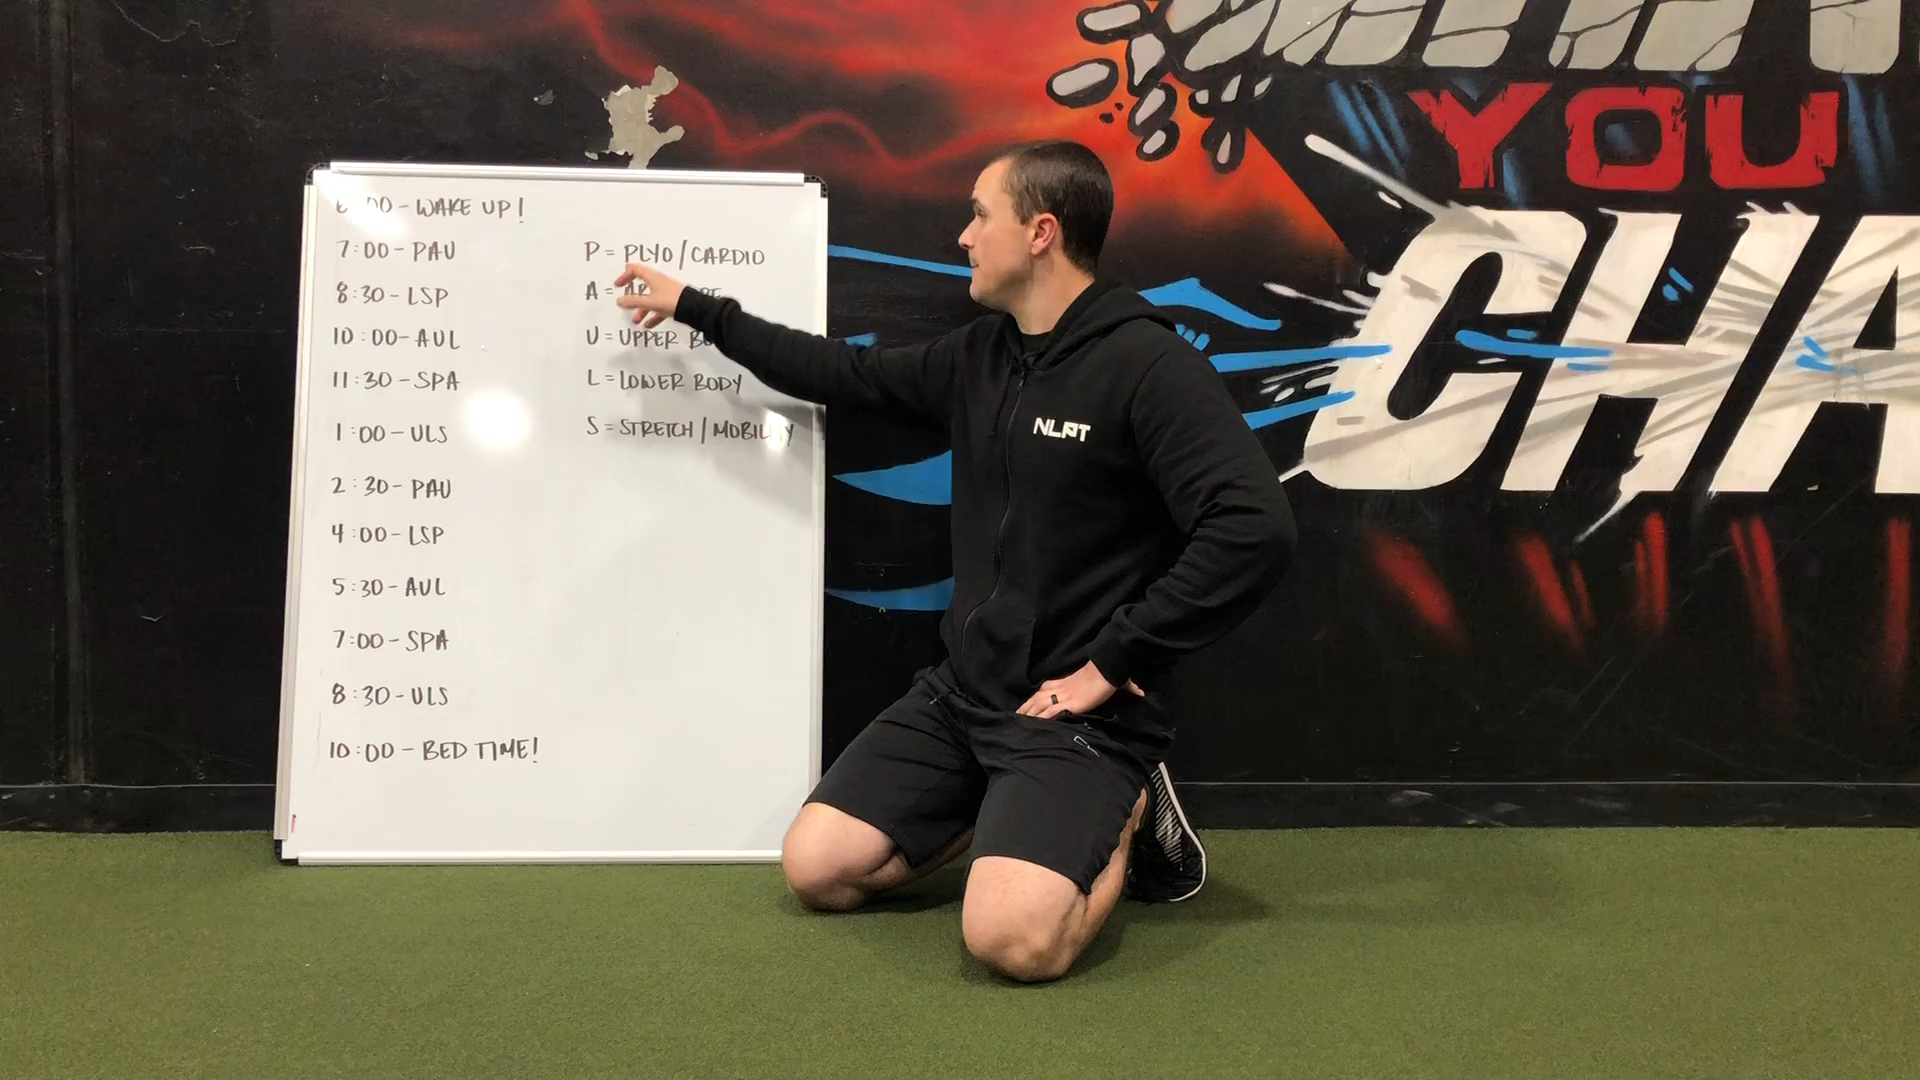 YOU
CHA
WAKE UP!
7:00-PAU
8:30-LSP
10:00-AUL
11:30-SPA
1:00-ULS
2:30-PAU
4:00-LSP
5:30-AUL
7:00-SPA
8:30-ULS
10:00-BED TIME!
P=PLYO/CARDIO
A=
U=UPPER
L=LOWER BODY
S=STRETCH/MOBILITY
NLPT